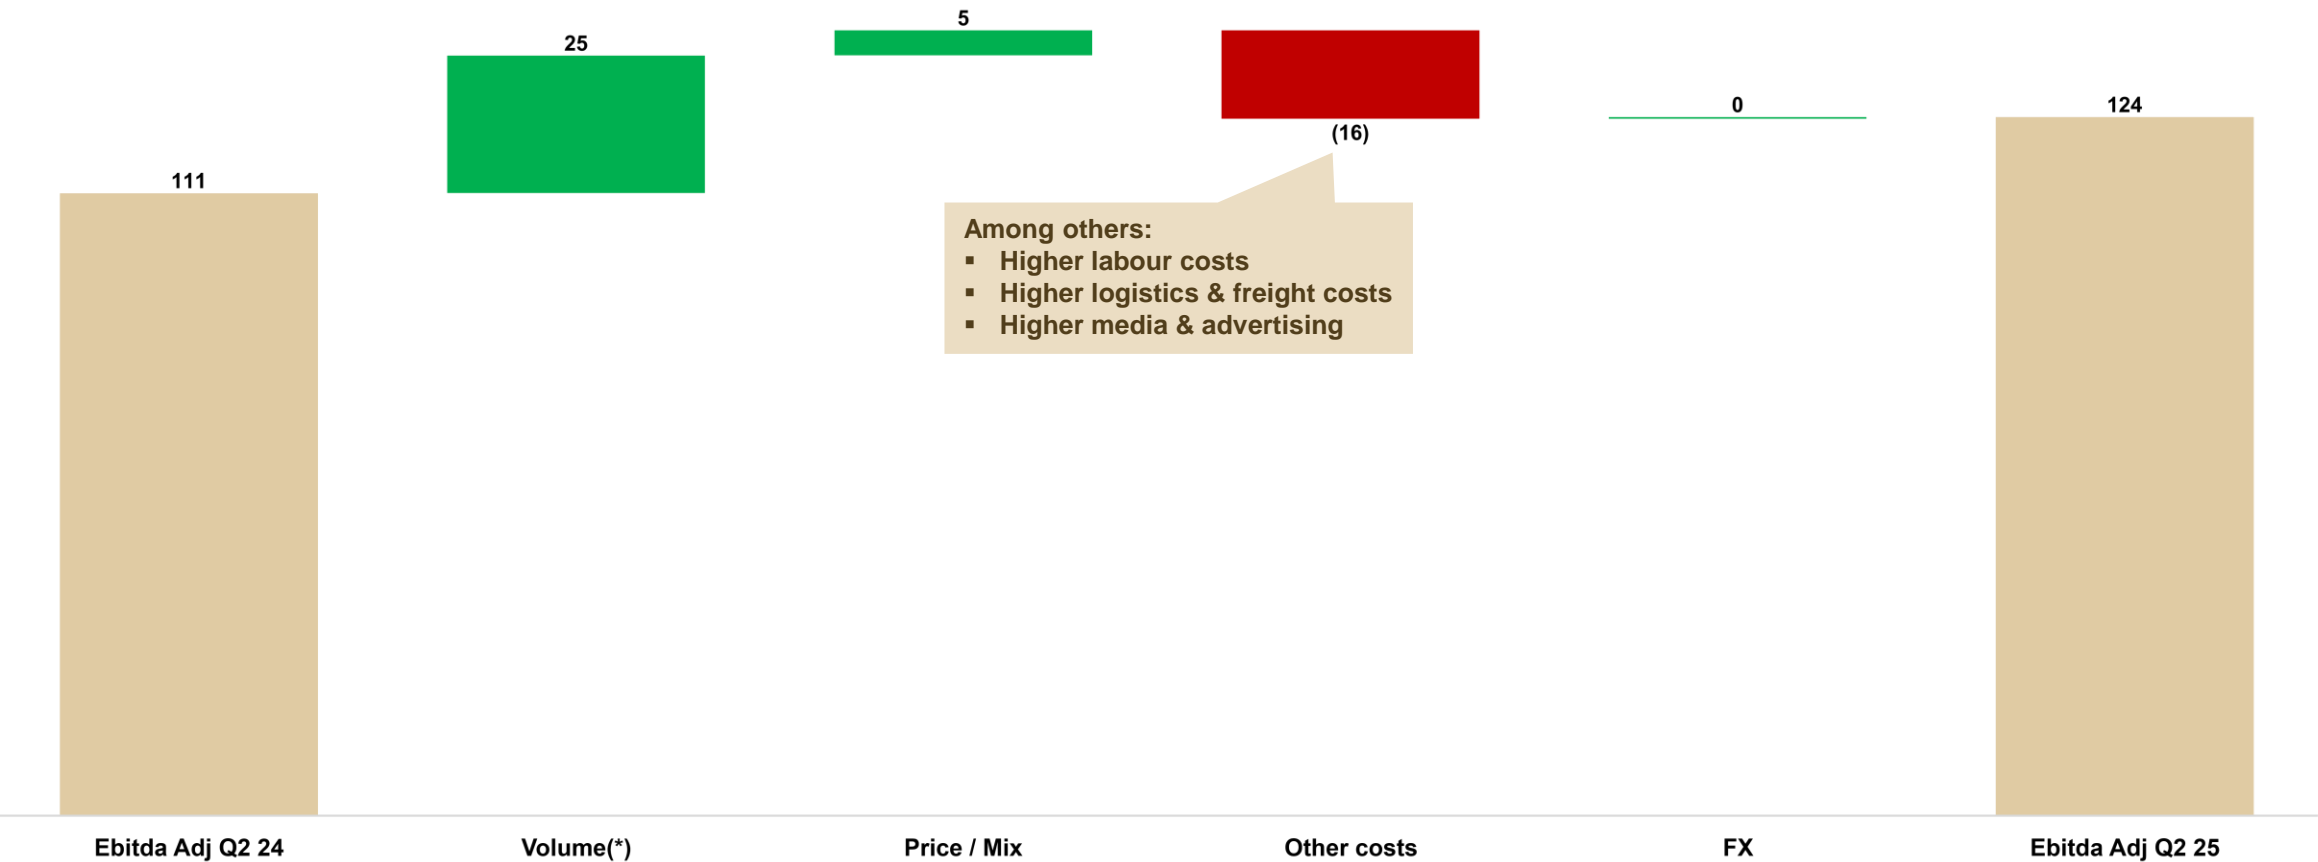 5
25
0
124
(16)
111
Among others:
▪ Higher labour costs
▪ Higher logistics & freight costs
▪ Higher media & advertising
Ebitda Adj Q2 24
Volume(*)
Price / Mix
Other costs
FX
Ebitda Adj Q2 25